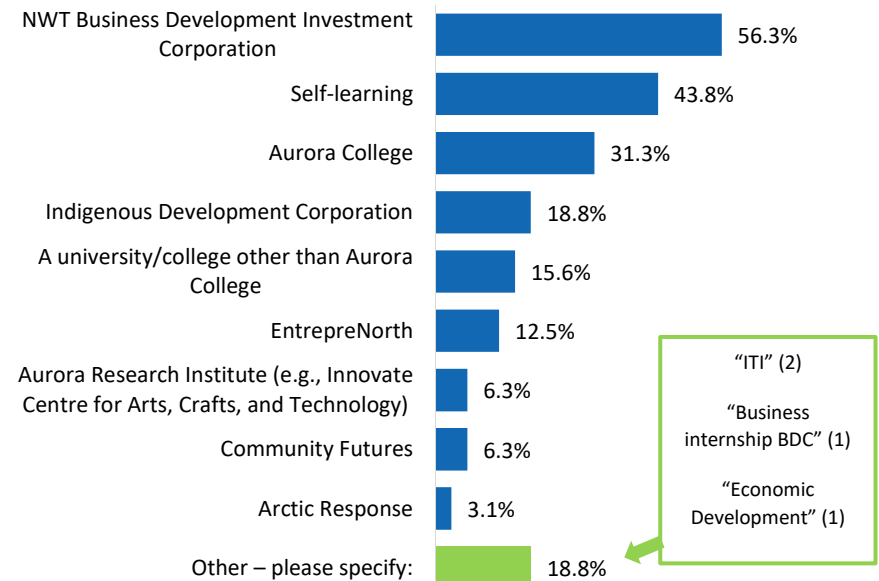 NWT Business Development Investment
Corporation
56.3%
Self-learning
43.8%
Aurora College
31.3%
Indigenous Development Corporation
18.8%
A university/college other than Aurora
College
15.6%
EntrepreNorth
12.5%
Aurora Research Institute (e.g., Innovate
Centre for Arts, Crafts, and Technology)
6.3%
Community Futures
6.3%
Arctic Response
3.1%
Other – please specify:
18.8%
“ITI” (2)
“Business
internship BDC” (1)
“Economic
Development” (1)